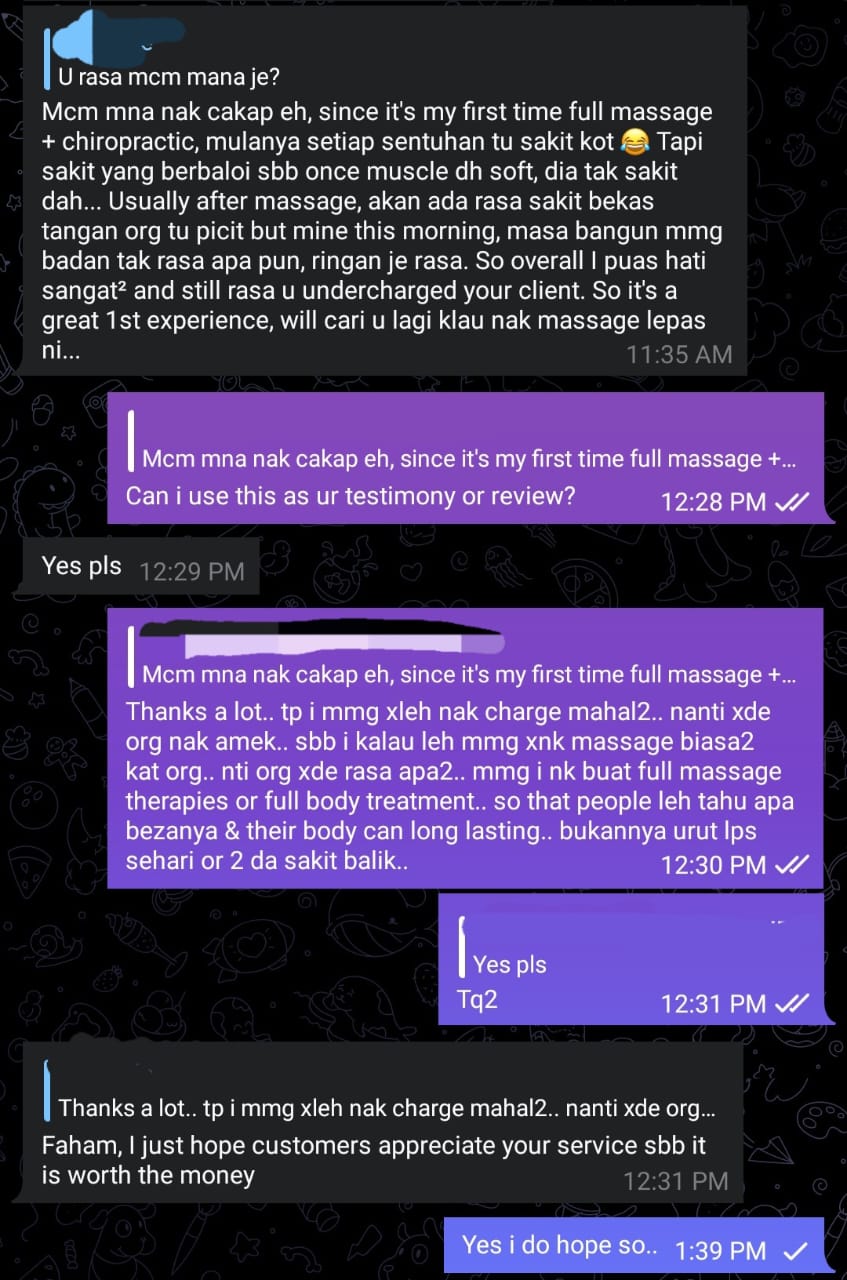 U rasa mcm mana je?
Mcm mna nak cakap eh, since it's my first time full massage
+ chiropractic, mulanya setiap sentuhan tu sakit kot 😂 Tapi
sakit yang berbaloi sbb once muscle dh soft, dia tak sakit
dah... Usually after massage, akan ada rasa sakit bekas
tangan org tu picit but mine this morning, masa bangun mmg
badan tak rasa apa pun, ringan je rasa. So overall I puas hati
sangat² and still rasa u undercharged your client. So it's a
great 1st experience, will cari u lagi klau nak massage lepas
ni...
11:35 AM
Mcm mna nak cakap eh, since it's my first time full massage +...
Can i use this as ur testimony or review?
12:28 PM
Yes pls
12:29 PM
Mcm mna nak cakap eh, since it's my first time full massage +...
Thanks a lot.. tp i mmg xleh nak charge mahal2.. nanti xde
org nak amek.. sbb i kalau leh mmg xnk massage biasa2
kat org.. nti org xde rasa apa2.. mmg i nk buat full massage
therapies or full body treatment.. so that people leh tahu apa
bezanya & their body can long lasting.. bukannya urut lps
sehari or 2 da sakit balik..
12:30 PM
Yes pls
Tq2
12:31 PM
Thanks a lot.. tp i mmg xleh nak charge mahal2.. nanti xde org...
Faham, I just hope customers appreciate your service sbb it
is worth the money
12:31 PM
Yes i do hope so..
1:39 PM